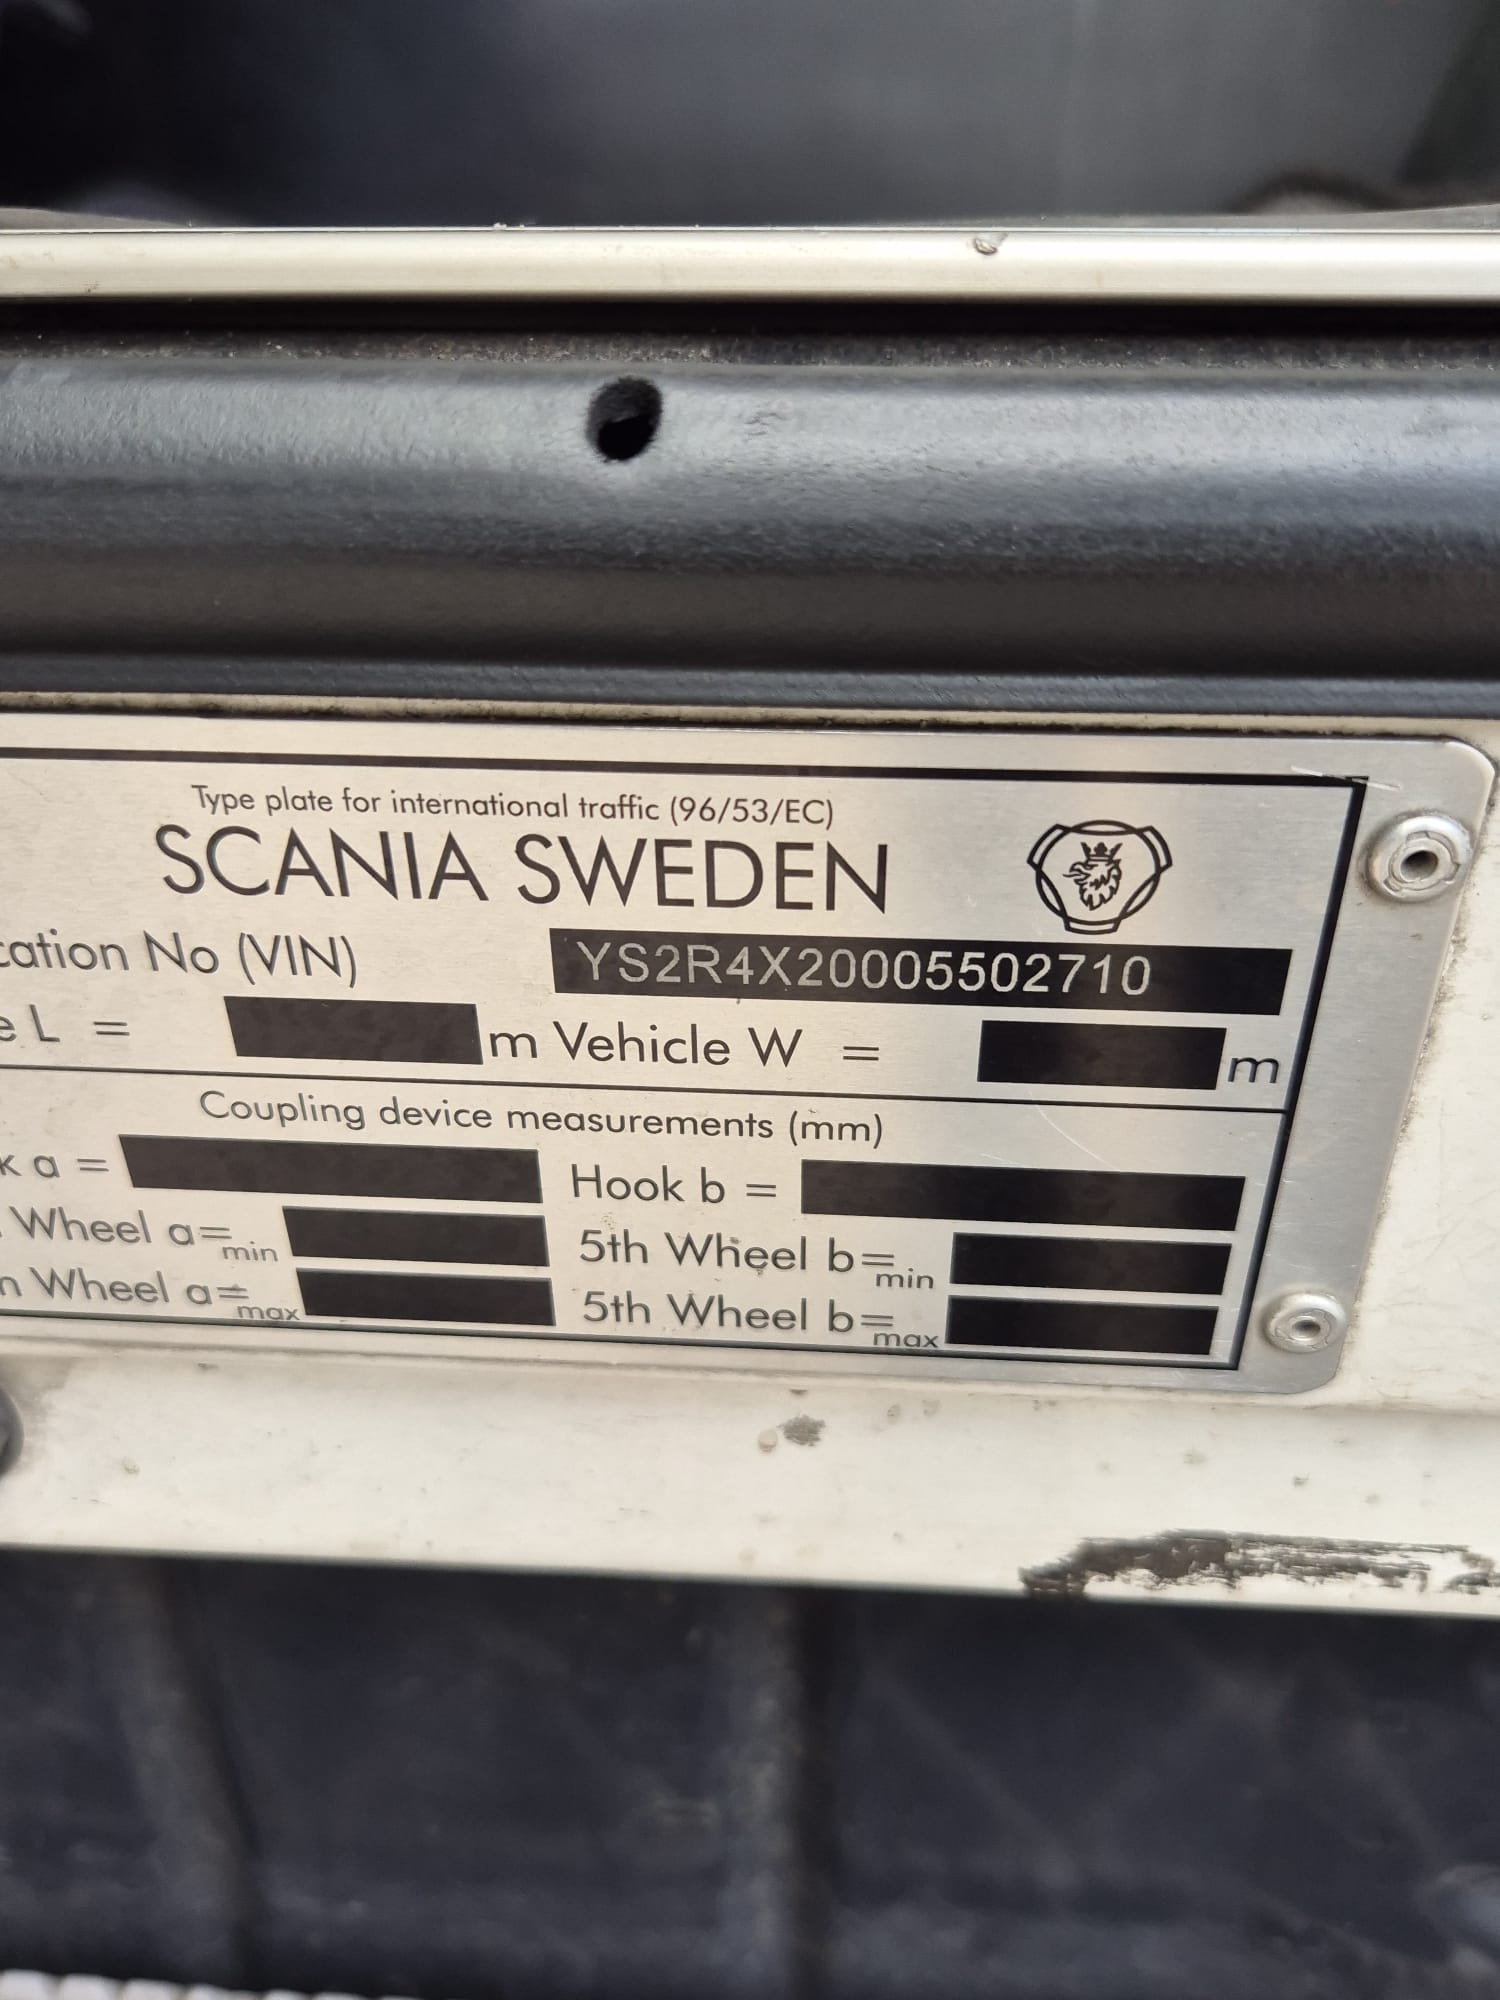 Type plate for international traffic (96/53/EC)
SCANIA SWEDEN
cation No (VIN) YS2R4X20005502710
e L = m Vehicle W = m
Coupling device measurements (mm)
k a = Hook b =
Wheel a= min 5th Wheel b= min
n Wheel a= max 5th Wheel b= max